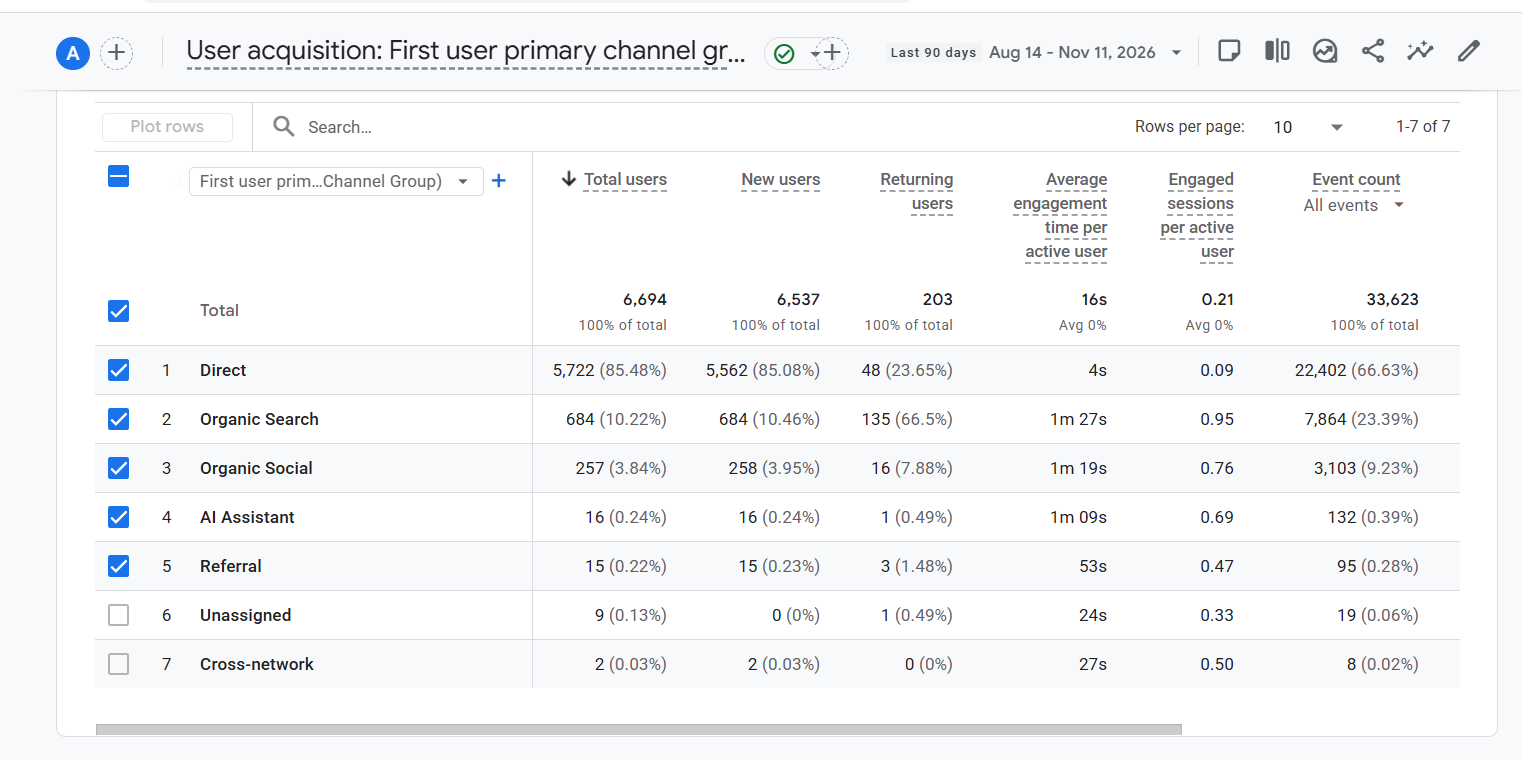 A
User acquisition: First user primary channel gr...
Last 90 days Aug 14 - Nov 11, 2026
Plot rows
Search...
Rows per page: 10 1-7 of 7
First user prim...Channel Group)
Total users
New users
Returning
users
Average
engagement
time per
active user
Engaged
sessions
per active
user
Event count
All events
Total 6,694 6,537 203 16s 0.21 33,623
100% of total 100% of total 100% of total Avg 0% Avg 0% 100% of total
1 Direct 5,722 (85.48%) 5,562 (85.08%) 48 (23.65%) 4s 0.09 22,402 (66.63%)
2 Organic Search 684 (10.22%) 684 (10.46%) 135 (66.5%) 1m 27s 0.95 7,864 (23.39%)
3 Organic Social 257 (3.84%) 258 (3.95%) 16 (7.88%) 1m 19s 0.76 3,103 (9.23%)
4 AI Assistant 16 (0.24%) 16 (0.24%) 1 (0.49%) 1m 09s 0.69 132 (0.39%)
5 Referral 15 (0.22%) 15 (0.23%) 3 (1.48%) 53s 0.47 95 (0.28%)
6 Unassigned 9 (0.13%) 0 (0%) 1 (0.49%) 24s 0.33 19 (0.06%)
7 Cross-network 2 (0.03%) 2 (0.03%) 0 (0%) 27s 0.50 8 (0.02%)